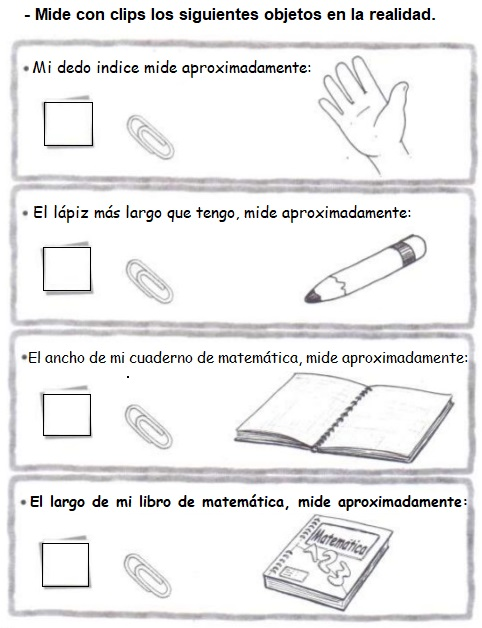 - Mide con clips los siguientes objetos en la realidad.
• Mi dedo indice mide aproximadamente:
• El lápiz más largo que tengo, mide aproximadamente:
•El ancho de mi cuaderno de matemática, mide aproximadamente:
.
• El largo de mi libro de matemática, mide aproximadamente:
Matemática
123